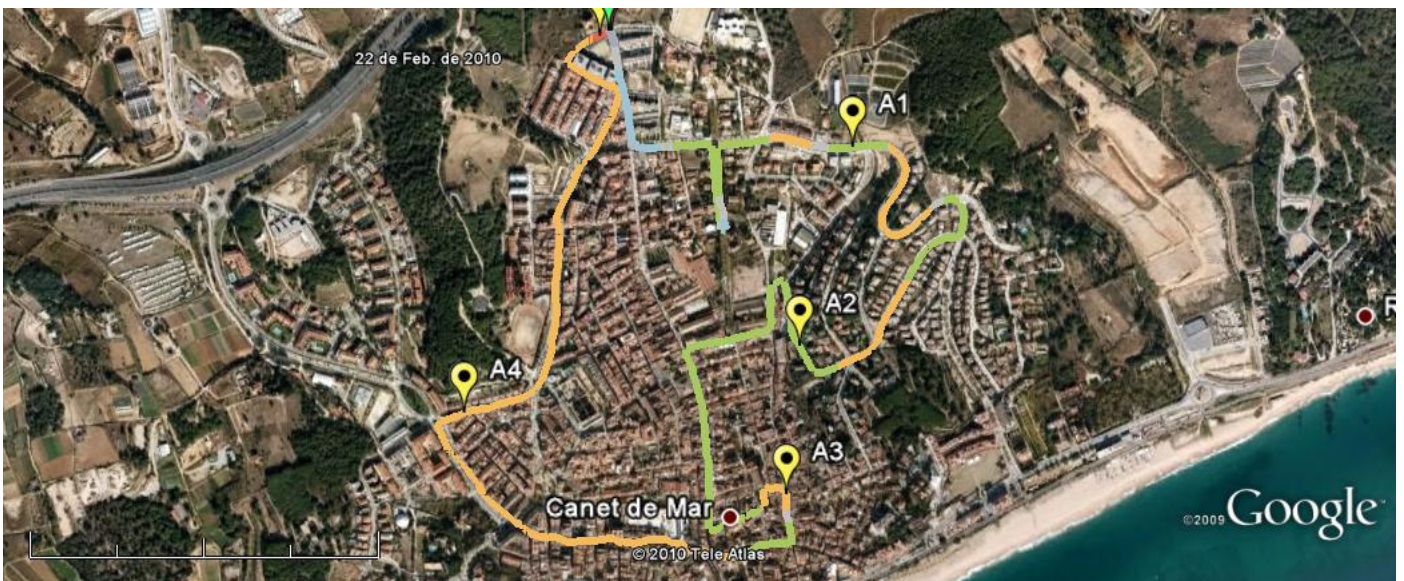 22 de Feb. de 2010
A1
A2
A4
A3
Canet de Mar
R
©2009 Google
© 2010 Tele Atlas